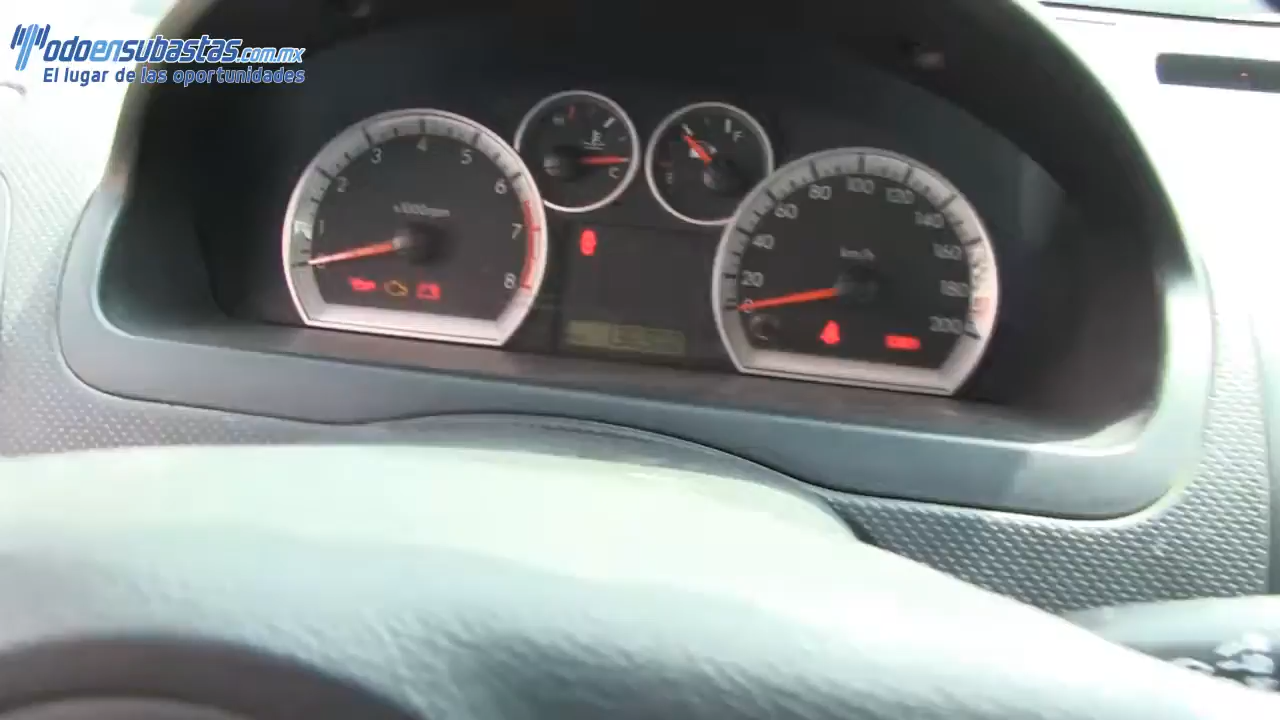 Todoensubastas.com.mx
El lugar de las oportunidades
1 2 3 4 5 6 7 8
x1000rpm
H
C
F
0 20 40 60 80 100 120 140 160 180 200
km/h